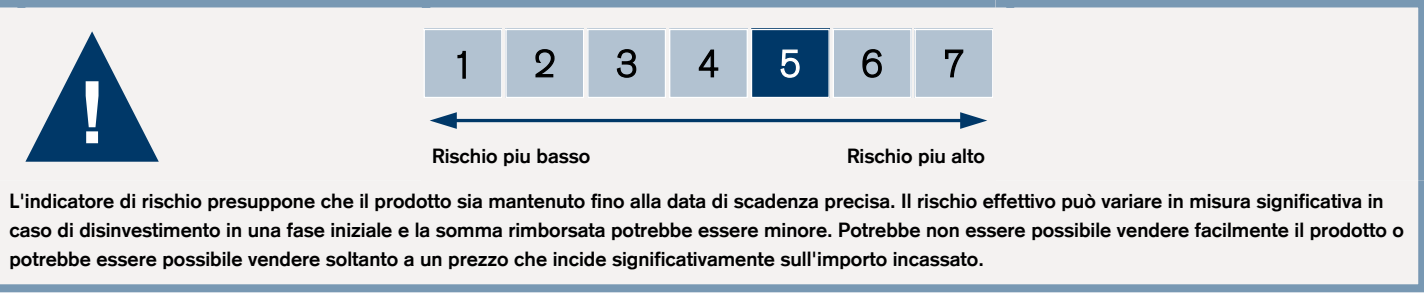 !
1 2 3 4 5 6 7
Rischio piu basso Rischio piu alto
L'indicatore di rischio presuppone che il prodotto sia mantenuto fino alla data di scadenza precisa. Il rischio effettivo può variare in misura significativa in
caso di disinvestimento in una fase iniziale e la somma rimborsata potrebbe essere minore. Potrebbe non essere possibile vendere facilmente il prodotto o
potrebbe essere possibile vendere soltanto a un prezzo che incide significativamente sull'importo incassato.